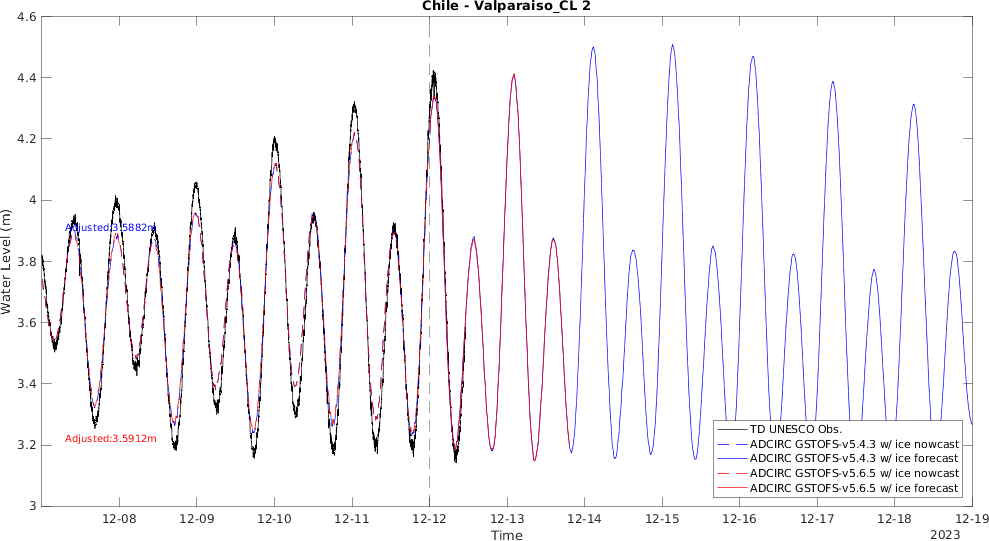 Chile - Valparaiso_CL 2
4.6
4.4
4.2
4
3.8
3.6
3.4
3.2
3
Water Level (m)
Adjusted:3.5882m
Adjusted:3.5912m
TD UNESCO Obs.
ADCIRC GSTOFS-v5.4.3 w/ ice nowcast
ADCIRC GSTOFS-v5.4.3 w/ ice forecast
ADCIRC GSTOFS-v5.6.5 w/ ice nowcast
ADCIRC GSTOFS-v5.6.5 w/ ice forecast
12-08 12-09 12-10 12-11 12-12 12-13 12-14 12-15 12-16 12-17 12-18 12-19
Time
2023